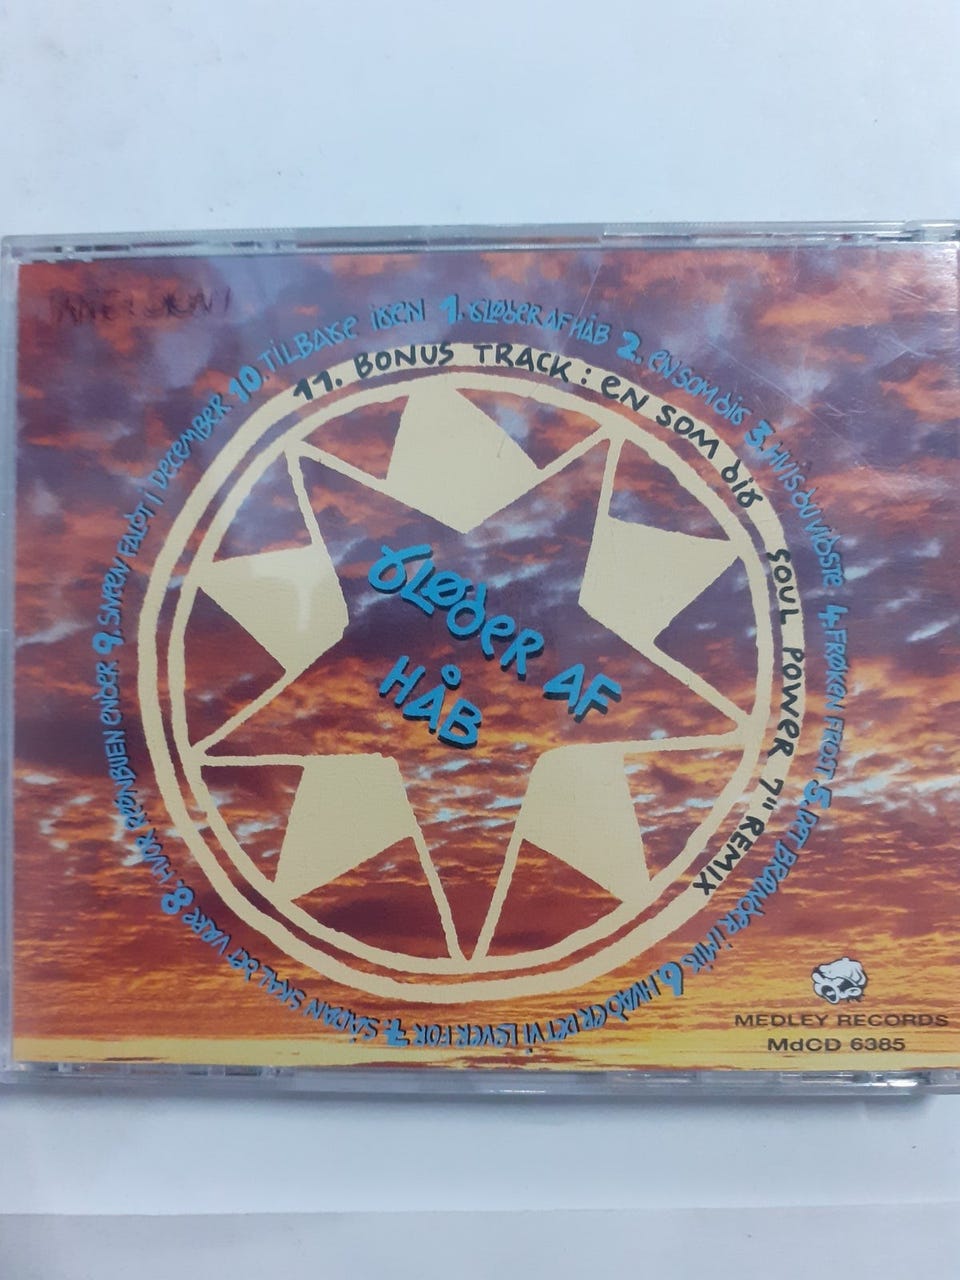 1. GLØDER AF HÅB
2. EN SOM DIG
3. HVIS DU VIDSTE
4. FRØKEN FROST
5. DET BRÆNDER I MIG
6. HVAD ER DET VI LEVER FOR
7. SÅDAN SKAL DET VÆRE
8. HVOR REGNBUEN ENDER
9. SNEEN FALDT I DECEMBER
10. TILBAGE IGEN
11. BONUS TRACK : EN SOM DIG SOUL POWER 7" REMIX
GLØDER AF
HÅB
MEDLEY RECORDS
MdCD 6385